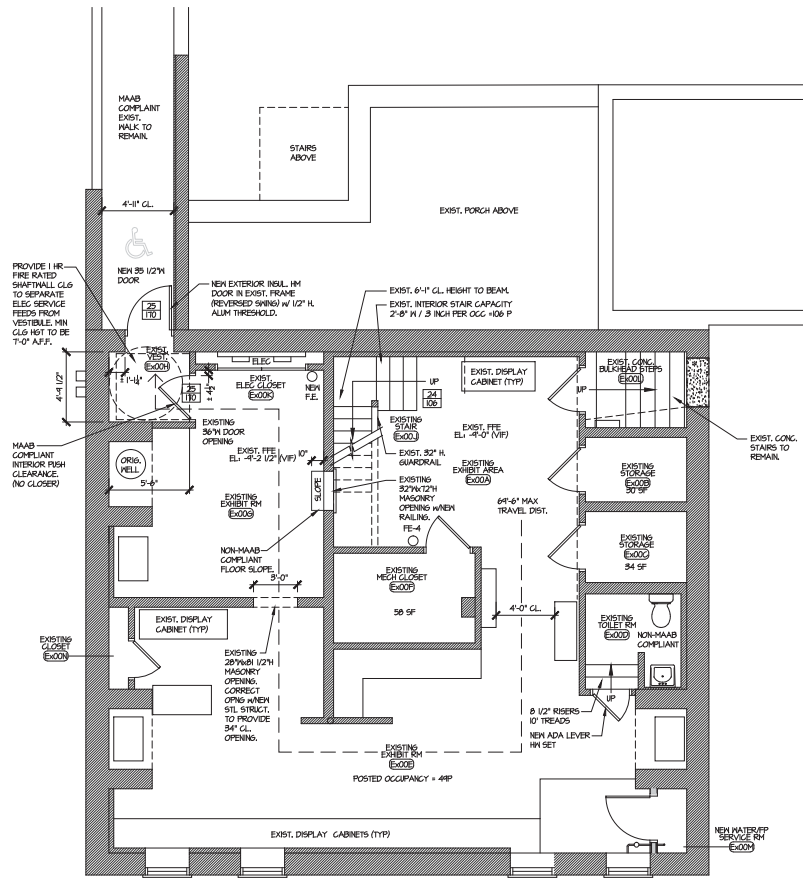 MAAB
COMPLAINT
EXIST.
WALK TO
REMAIN.
STAIRS
ABOVE
4'-11" CL.
EXIST. PORCH ABOVE
PROVIDE 1 HR
FIRE RATED
SHAFTWALL CLG
TO SEPARATE
ELEC SERVICE
FEEDS FROM
VESTIBULE. MIN
CLG HGT TO BE
7'-0" A.F.F.
NEW 35 1/2"W
DOOR
25
170
NEW EXTERIOR INSUL. HM
DOOR IN EXIST. FRAME
(REVERSED SWING) W/ 1/2" H.
ALUM THRESHOLD.
EXIST. 6'-1" CL. HEIGHT TO BEAM.
EXIST. INTERIOR STAIR CAPACITY
2'-8" W / .3 INCH PER OCC =106 P
EXIST.
VEST.
Ex00H
ELEC
EXIST.
ELEC CLOSET
Ex00K
NEW
F.E.
UP
24
106
EXIST. DISPLAY
CABINET (TYP)
EXIST. CONC.
BULKHEAD STEPS
Ex00L
UP
4'-9 1/2"
25
170
EXISTING
36"W DOOR
OPENING
EXISTING
STAIR
Ex00J
EXIST. FFE
EL: -9'-0" (VIF)
EXIST. CONC.
STAIRS TO
REMAIN.
MAAB
COMPLIANT
INTERIOR PUSH
CLEARANCE.
(NO CLOSER)
ORIG.
WELL
5'-6"
EXIST. FFE
EL: -9'-2 1/2" (VIF)
10"
EXIST. 32" H.
GUARDRAIL
EXISTING
EXHIBIT AREA
Ex00A
EXISTING
STORAGE
Ex00B
30 SF
SLOPE
EXISTING
32"Wx72"H
MASONRY
OPENING W/NEW
RAILING.
69'-6" MAX
TRAVEL DIST.
EXISTING
EXHIBIT RM
Ex00G
FE-4
EXISTING
STORAGE
Ex00C
34 SF
NON-MAAB
COMPLIANT
FLOOR SLOPE.
3'-0"
EXISTING
MECH CLOSET
Ex00F
58 SF
4'-0" CL.
EXISTING
TOILET RM
Ex00D
NON-MAAB
COMPLIANT
EXIST. DISPLAY
CABINET (TYP)
EXISTING
CLOSET
Ex00N
EXISTING
28"Wx81 1/2"H
MASONRY
OPENING.
CORRECT
OPNG W/NEW
STL STRUCT.
TO PROVIDE
34" CL.
OPENING.
UP
8 1/2" RISERS
10' TREADS
NEW ADA LEVER
HW SET
EXISTING
EXHIBIT RM
Ex00E
POSTED OCCUPANCY = 49P
EXIST. DISPLAY CABINETS (TYP)
NEW WATER/FP
SERVICE RM
Ex00M